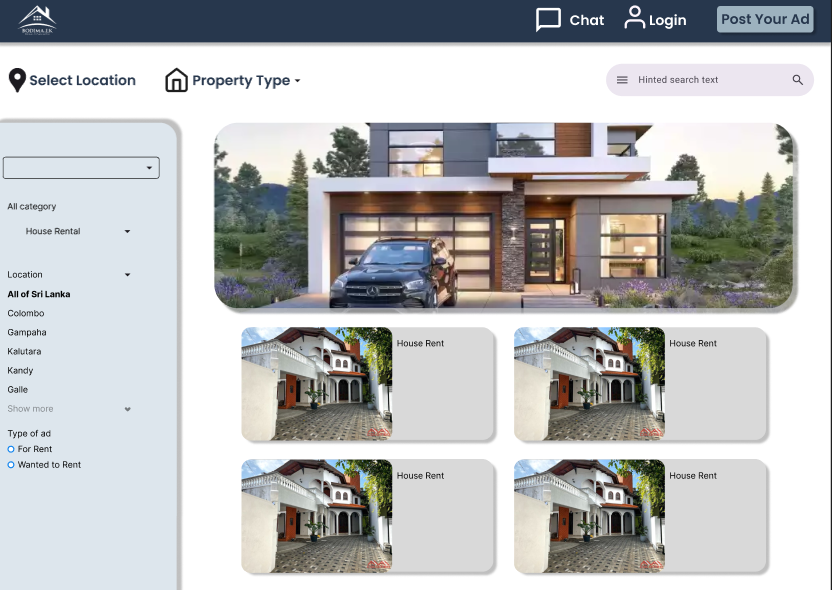 BODIMA.LK
Chat
Login
Post Your Ad
Select Location
Property Type
Hinted search text
All category
House Rental
Location
All of Sri Lanka
Colombo
Gampaha
Kalutara
Kandy
Galle
Show more
Type of ad
For Rent
Wanted to Rent
House Rent
House Rent
House Rent
House Rent